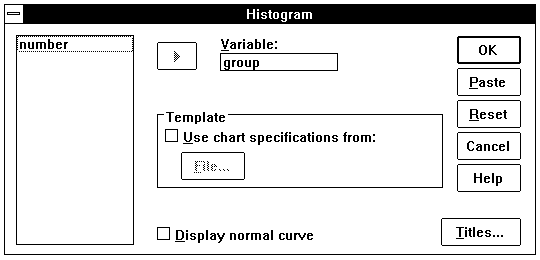 Histogram
number
Variable:
group
Template
Use chart specifications from:
File...
Display normal curve
OK
Paste
Reset
Cancel
Help
Titles...